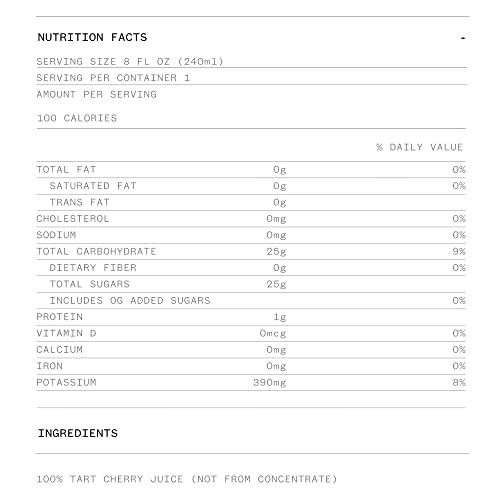 NUTRITION FACTS -
SERVING SIZE 8 FL OZ (240ml)
SERVING PER CONTAINER 1
AMOUNT PER SERVING
100 CALORIES
% DAILY VALUE
TOTAL FAT 0g 0%
SATURATED FAT 0g 0%
TRANS FAT 0g
CHOLESTEROL 0mg 0%
SODIUM 0mg 0%
TOTAL CARBOHYDRATE 25g 9%
DIETARY FIBER 0g 0%
TOTAL SUGARS 25g
INCLUDES 0G ADDED SUGARS 0%
PROTEIN 1g
VITAMIN D 0mcg 0%
CALCIUM 0mg 0%
IRON 0mg 0%
POTASSIUM 390mg 8%
INGREDIENTS
100% TART CHERRY JUICE (NOT FROM CONCENTRATE)